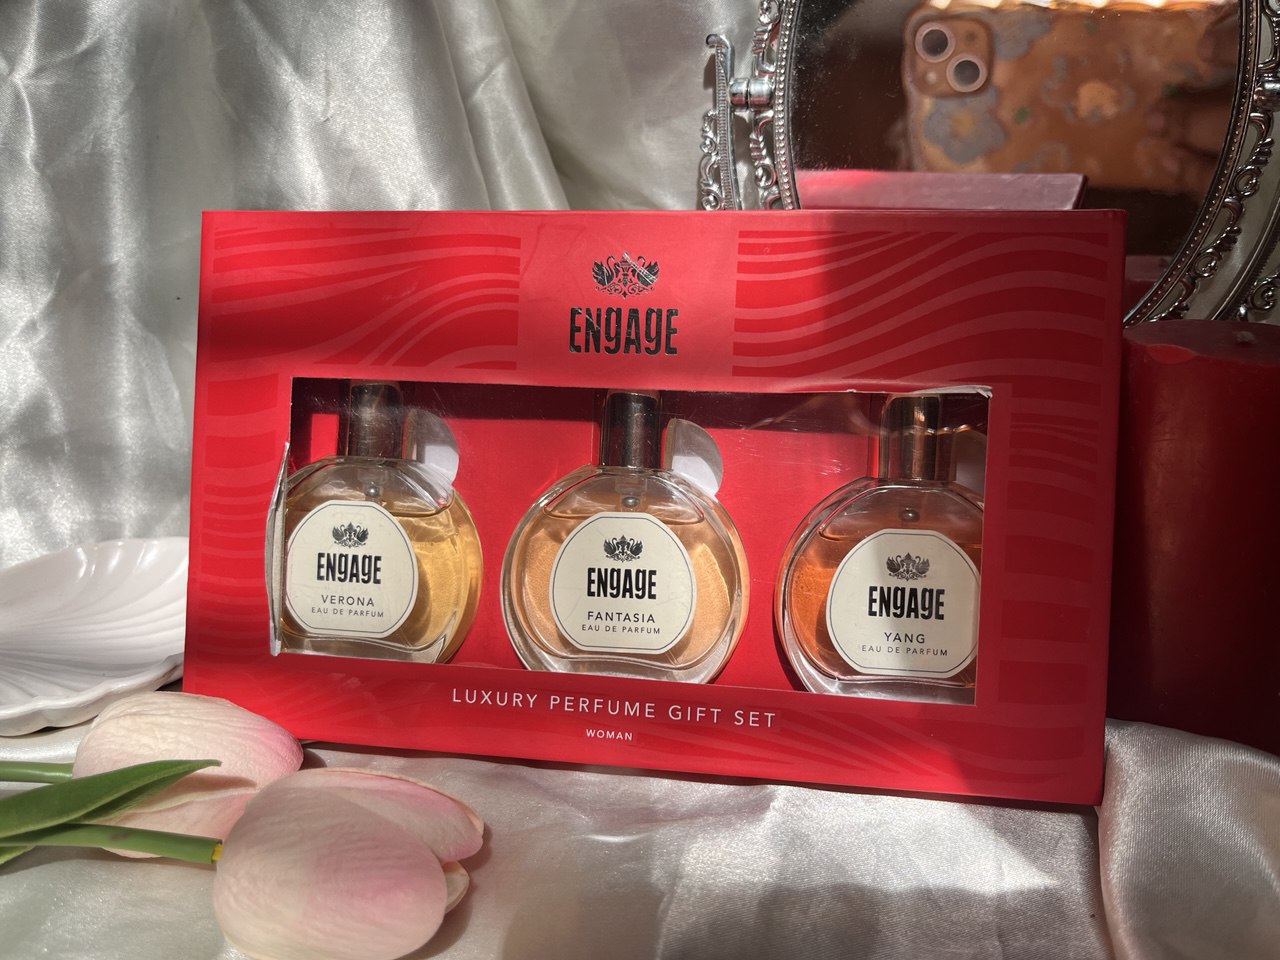 ENGAGE
ENGAGE
VERONA
EAU DE PARFUM
ENGAGE
FANTASIA
EAU DE PARFUM
ENGAGE
YANG
EAU DE PARFUM
LUXURY PERFUME GIFT SET
WOMAN